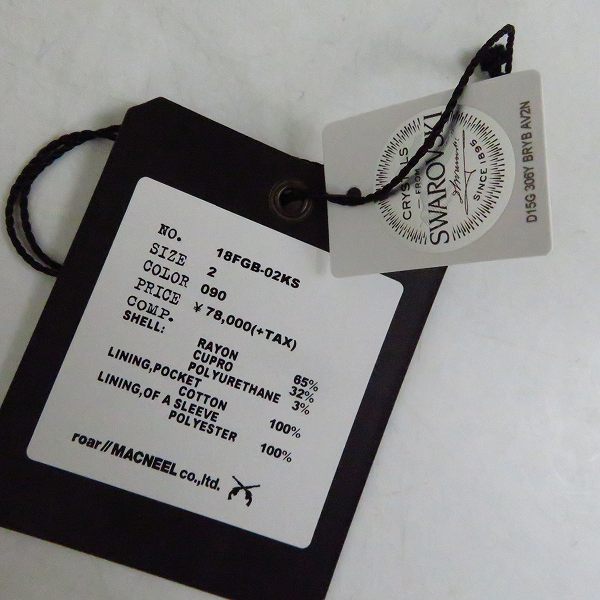 NO. 18FGB-02KS
SIZE 2
COLOR 090
PRICE ¥78,000(+TAX)
COMP.
SHELL:
RAYON 65%
CUPRO 32%
POLYURETHANE 3%
LINING,POCKET
COTTON 100%
LINING,OF A SLEEVE
POLYESTER 100%
roar//MACNEEL co.,ltd.
CRYSTALS
FROM
SWAROVSKI
SINCE 1895
D15G 306Y BRYB AV2N